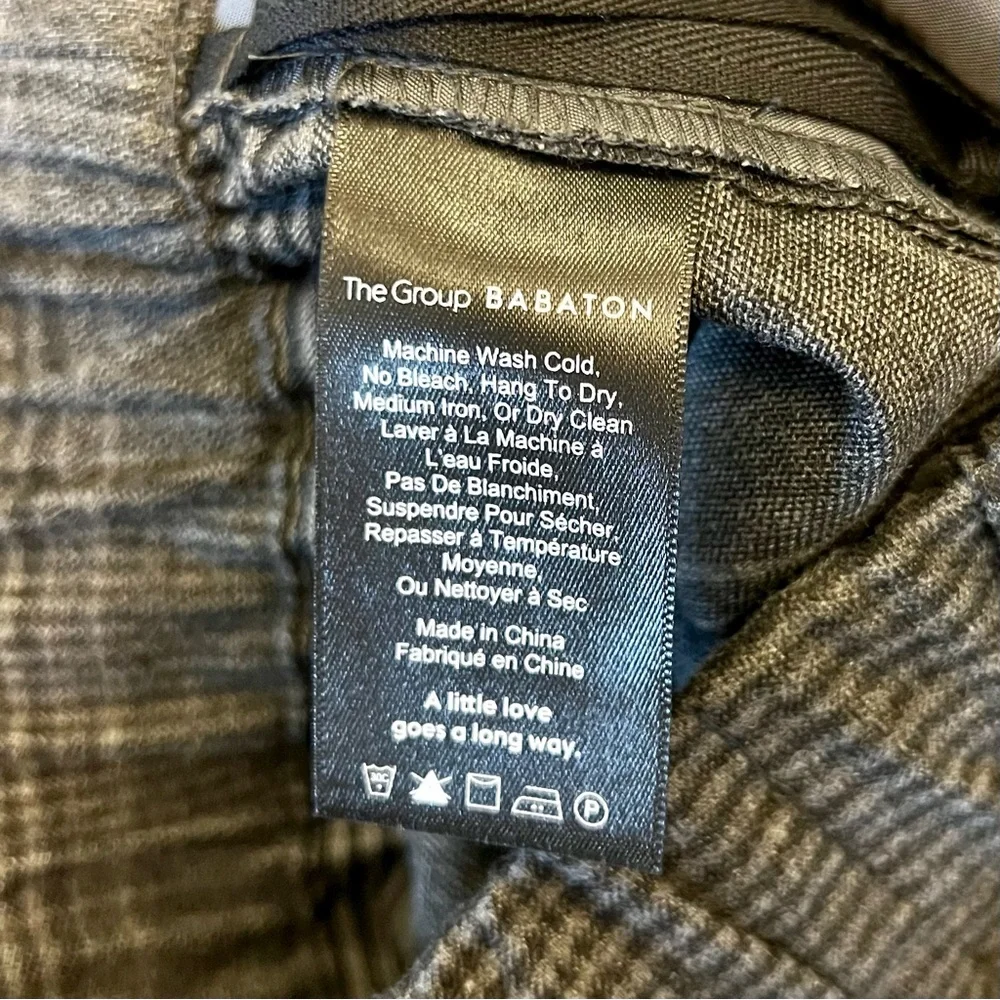 The Group BABATON
Machine Wash Cold,
No Bleach, Hang To Dry,
Medium Iron, Or Dry Clean
Laver à La Machine à
L'eau Froide,
Pas De Blanchiment,
Suspendre Pour Sécher,
Repasser à Température
Moyenne,
Ou Nettoyer à Sec
Made in China
Fabriqué en Chine
A little love
goes a long way.
30C P